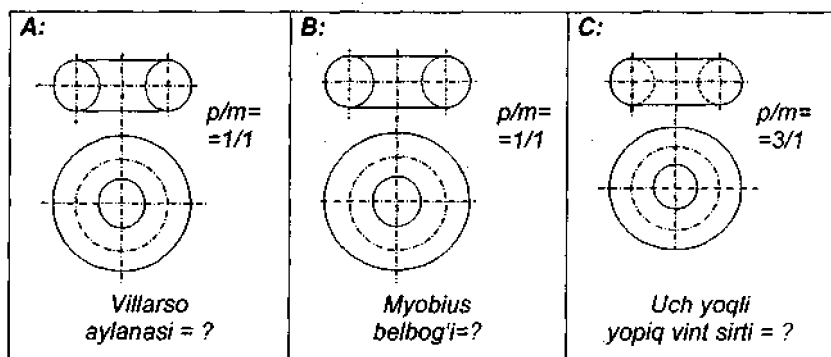 A:
p/m=
=1/1
Villarso
aylanasi = ?
B:
p/m=
=1/1
Myobius
belbog'i=?
C:
p/m=
=3/1
Uch yoqli
yopiq vint sirti = ?